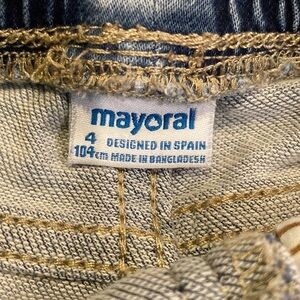 mayoral
4 DESIGNED IN SPAIN
104cm MADE IN BANGLADESH